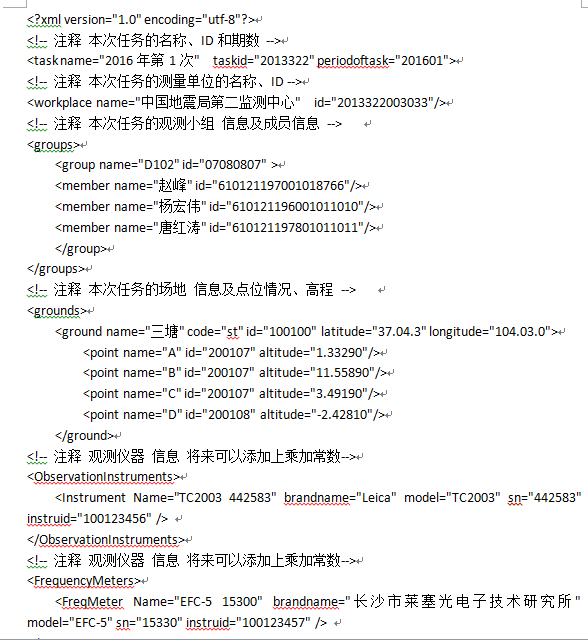 <?xml version="1.0" encoding="utf-8"?>
<!-- 注释 本次任务的名称、ID 和期数 -->
<task name="2016 年第 1 次" taskid="2013322" periodoftask="201601">
<!-- 注释 本次任务的测量单位的名称、ID -->
<workplace name="中国地震局第二监测中心" id="2013322003033"/>
<!-- 注释 本次任务的观测小组 信息及成员信息 -->
<groups>
<group name="D102" id="07080807" >
<member name="赵峰" id="610121197001018766"/>
<member name="杨宏伟" id="610121196001011010"/>
<member name="唐红涛" id="610121197801011011"/>
</group>
</groups>
<!-- 注释 本次任务的场地 信息及点位情况、高程 -->
<grounds>
<ground name="三塘" code="st" id="100100" latitude="37.04.3" longitude="104.03.0">
<point name="A" id="200107" altitude="1.33290"/>
<point name="B" id="200107" altitude="11.55890"/>
<point name="C" id="200107" altitude="3.49190"/>
<point name="D" id="200108" altitude="-2.42810"/>
</ground>
<!-- 注释 观测仪器 信息 将来可以添加上乘加常数-->
<ObservationInstruments>
<Instrument Name="TC2003 442583" brandname="Leica" model="TC2003" sn="442583"
instruid="100123456" />
</ObservationInstruments>
<!-- 注释 观测仪器 信息 将来可以添加上乘加常数-->
<FrequencyMeters>
<FreqMeter Name="EFC-5 15300" brandname="长沙市莱塞光电子技术研究所"
model="EFC-5" sn="15330" instruid="100123457" />